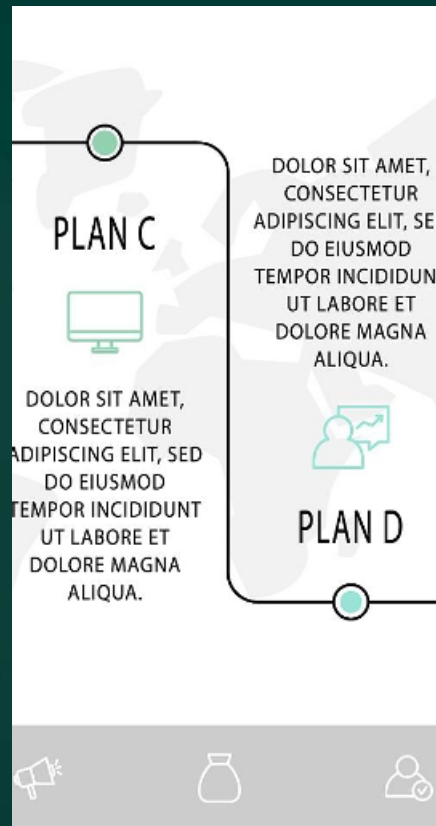 PLAN C
DOLOR SIT AMET,
CONSECTETUR
ADIPISCING ELIT, SED
DO EIUSMOD
TEMPOR INCIDIDUNT
UT LABORE ET
DOLORE MAGNA
ALIQUA.
DOLOR SIT AMET,
CONSECTETUR
ADIPISCING ELIT, SE
DO EIUSMOD
TEMPOR INCIDIDUN
UT LABORE ET
DOLORE MAGNA
ALIQUA.
PLAN D